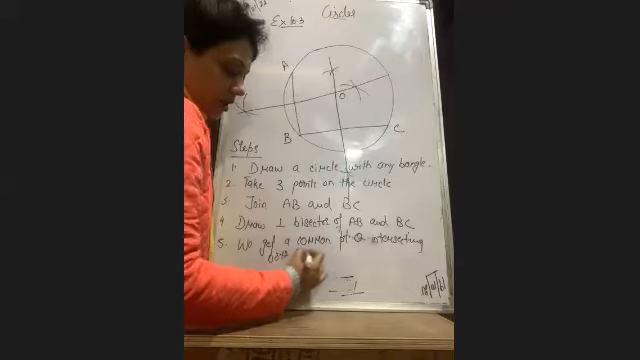 Circles
Ex 10.3
A
O
B
C
Steps
1. Draw a circle with any bangle.
2. Take 3 points on the circle
3. Join AB and BC
4 Draw ⊥ bisector of AB and BC
5. We get a common pt O intersecting